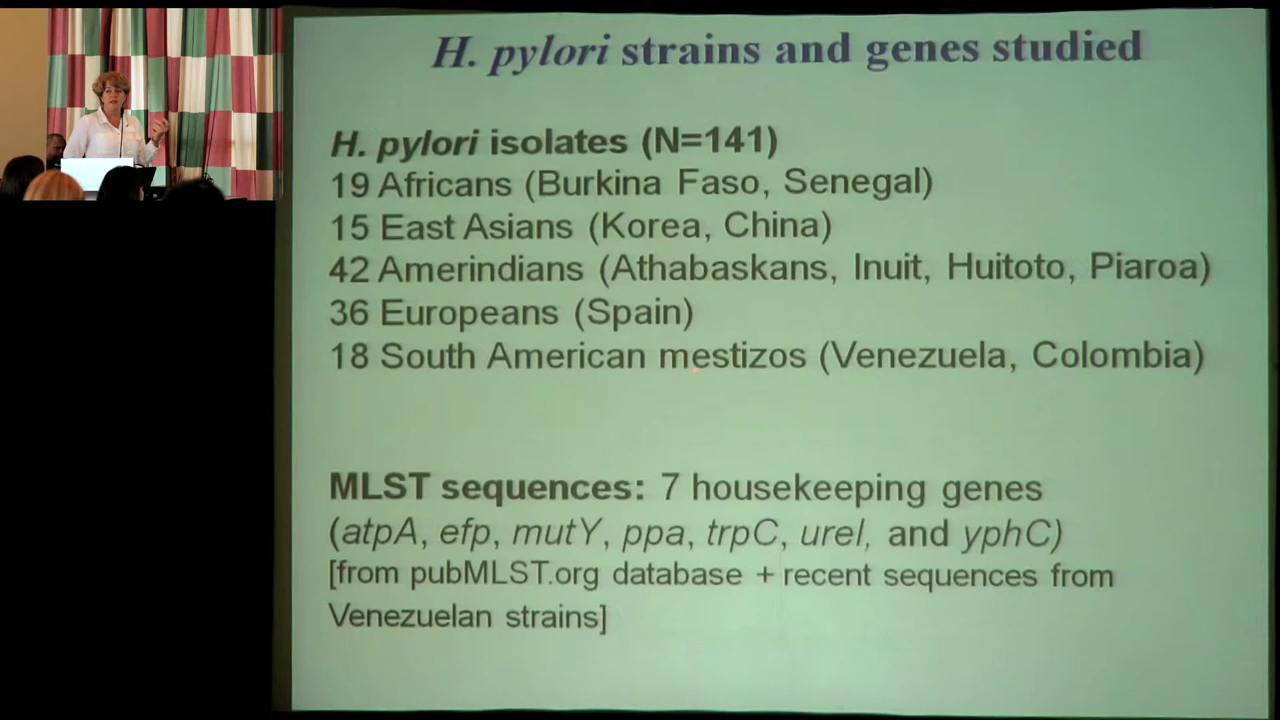 H. pylori strains and genes studied
H. pylori isolates (N=141)
19 Africans (Burkina Faso, Senegal)
15 East Asians (Korea, China)
42 Amerindians (Athabaskans, Inuit, Huitoto, Piaroa)
36 Europeans (Spain)
18 South American mestizos (Venezuela, Colombia)
MLST sequences: 7 housekeeping genes
(atpA, efp, mutY, ppa, trpC, ureI, and yphC)
[from pubMLST.org database + recent sequences from
Venezuelan strains]